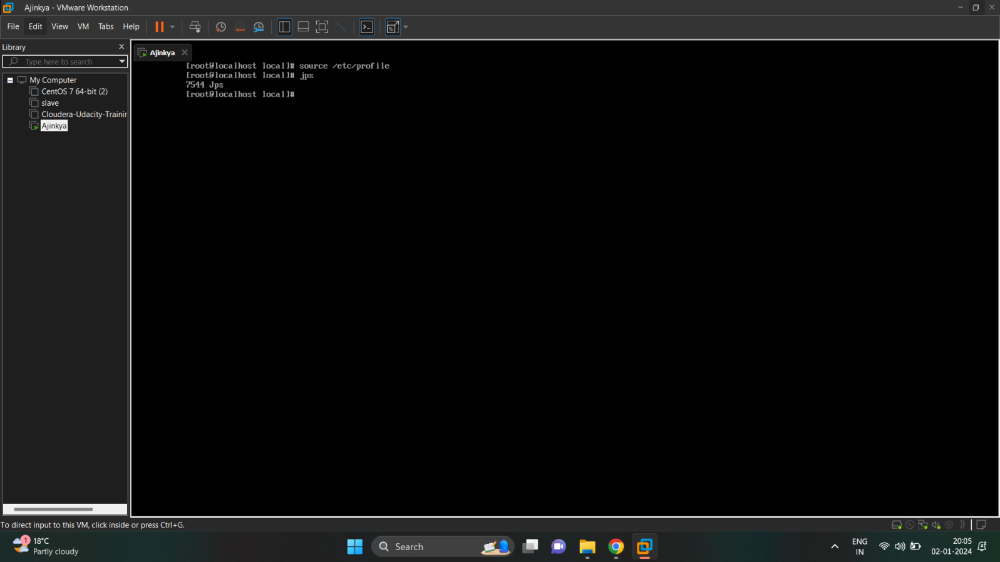 Ajinkya - VMware Workstation
File Edit View VM Tabs Help
Library
Type here to search
My Computer
CentOS 7 64-bit (2)
slave
Cloudera-Udacity-Trainir
Ajinkya
Ajinkya
[root@localhost local]# source /etc/profile
[root@localhost local]# jps
7544 Jps
[root@localhost local]#
To direct input to this VM, click inside or press Ctrl+G.
1
18°C
Partly cloudy
Search
ENG
IN
20:05
02-01-2024